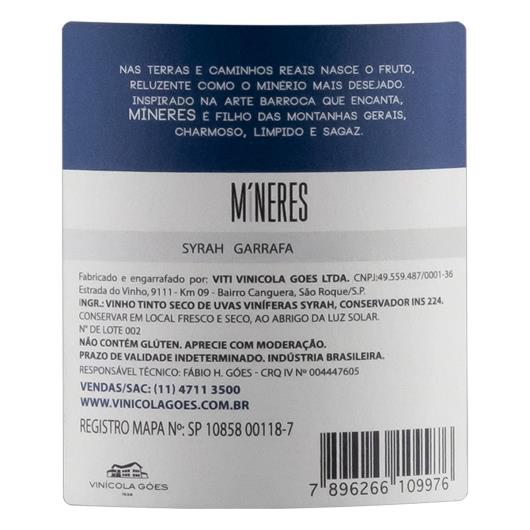 NAS TERRAS E CAMINHOS REAIS NASCE O FRUTO,
RELUZENTE COMO O MINÉRIO MAIS DESEJADO.
INSPIRADO NA ARTE BARROCA QUE ENCANTA,
MÍNERES É FILHO DAS MONTANHAS GERAIS,
CHARMOSO, LÍMPIDO E SAGAZ.
MÍNERES
SYRAH GARRAFA
Fabricado e engarrafado por: VITI VINICOLA GOES LTDA. CNPJ:49.559.487/0001-36
Estrada do Vinho, 9111 - Km 09 - Bairro Canguera, São Roque/S.P.
INGR.: VINHO TINTO SECO DE UVAS VINÍFERAS SYRAH, CONSERVADOR INS 224.
CONSERVAR EM LOCAL FRESCO E SECO, AO ABRIGO DA LUZ SOLAR.
N° DE LOTE 002
NÃO CONTÉM GLÚTEN. APRECIE COM MODERAÇÃO.
PRAZO DE VALIDADE INDETERMINADO. INDÚSTRIA BRASILEIRA.
RESPONSÁVEL TÉCNICO: FÁBIO H. GÓES - CRQ IV Nº 004447605
VENDAS/SAC: (11) 4711 3500
WWW.VINICOLAGOES.COM.BR
REGISTRO MAPA Nº: SP 10858 00118-7
VINÍCOLA GÓES
1938
7 896266 109976